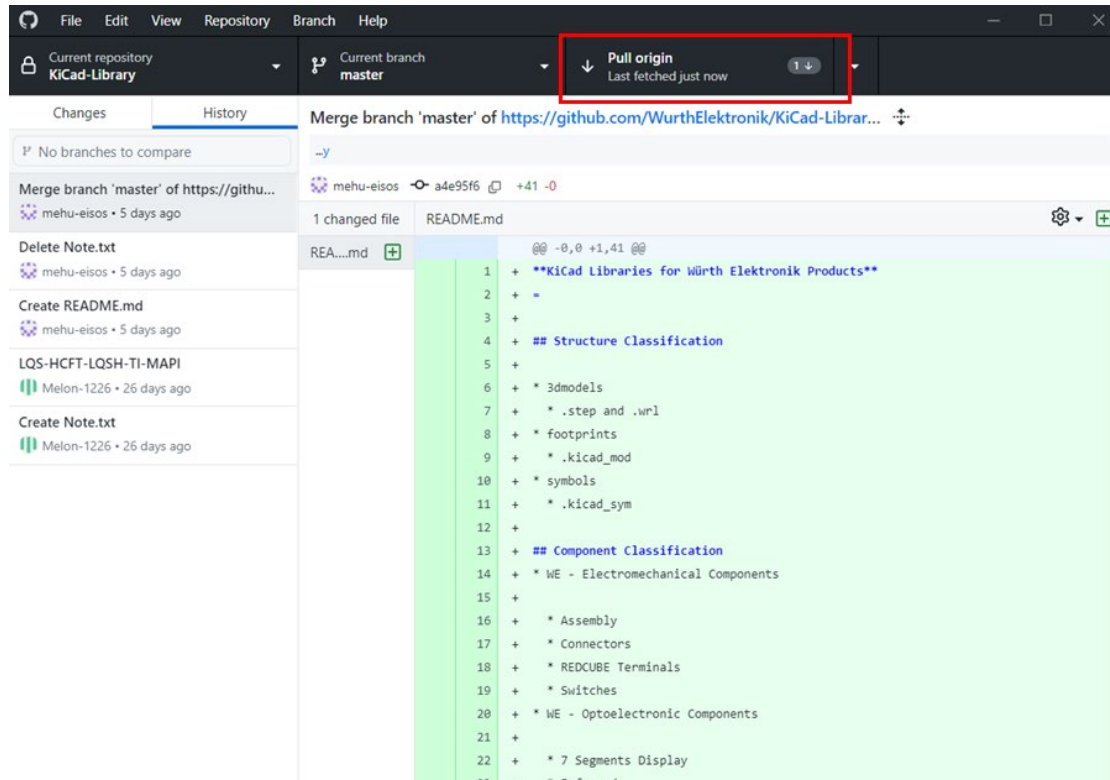 File Edit View Repository Branch Help
Current repository
KiCad-Library
Current branch
master
Pull origin
Last fetched just now
1
Changes History
No branches to compare
Merge branch 'master' of https://githu...
mehu-eisos • 5 days ago
Delete Note.txt
mehu-eisos • 5 days ago
Create README.md
mehu-eisos • 5 days ago
LQS-HCFT-LQSH-TI-MAPI
Melon-1226 • 26 days ago
Create Note.txt
Melon-1226 • 26 days ago
Merge branch 'master' of https://github.com/WurthElektronik/KiCad-Librar...
…y
mehu-eisos a4e95f6 +41 -0
1 changed file
REA....md
README.md
@@ -0,0 +1,41 @@
1 + **KiCad Libraries for Würth Elektronik Products**
2 + =
3 +
4 + ## Structure Classification
5 +
6 + * 3dmodels
7 + * .step and .wrl
8 + * footprints
9 + * .kicad_mod
10 + * symbols
11 + * .kicad_sym
12 +
13 + ## Component Classification
14 + * WE - Electromechanical Components
15 +
16 + * Assembly
17 + * Connectors
18 + * REDCUBE Terminals
19 + * Switches
20 + * WE - Optoelectronic Components
21 +
22 + * 7 Segments Display